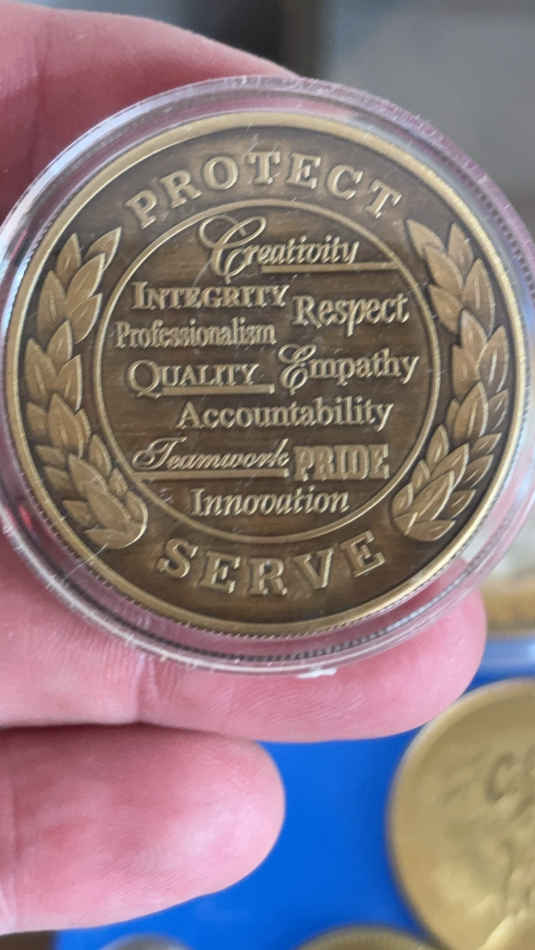 PROTECT
Creativity
INTEGRITY Respect
Professionalism
QUALITY Empathy
Accountability
Teamwork PRIDE
Innovation
SERVE